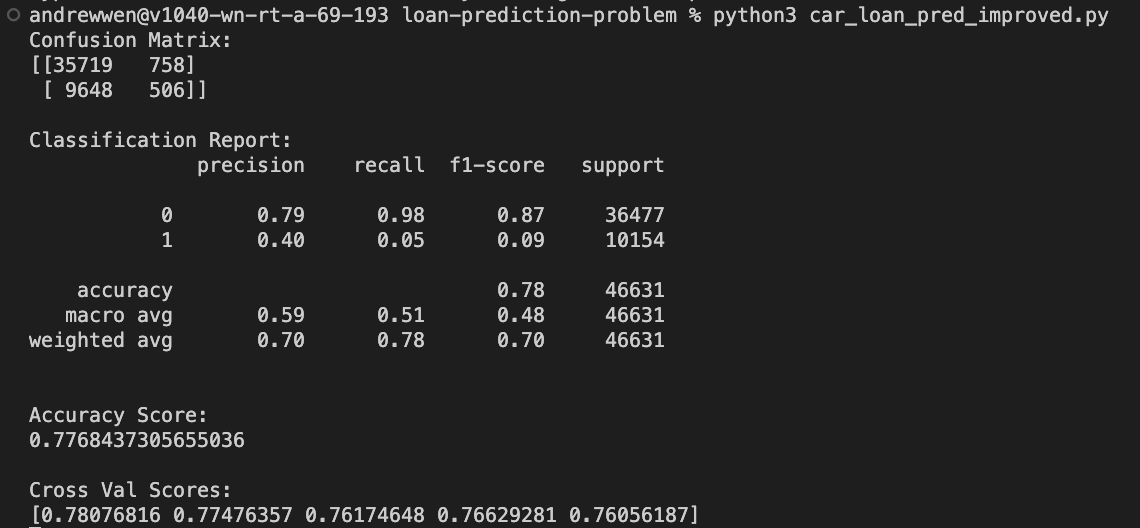 andrewwen@v1040-wn-rt-a-69-193 loan-prediction-problem % python3 car_loan_pred_improved.py
Confusion Matrix:
[[35719   758]
 [ 9648   506]]
Classification Report:
              precision    recall  f1-score   support
           0       0.79      0.98      0.87     36477
           1       0.40      0.05      0.09     10154
    accuracy                           0.78     46631
   macro avg       0.59      0.51      0.48     46631
weighted avg       0.70      0.78      0.70     46631
Accuracy Score:
0.7768437305655036
Cross Val Scores:
[0.78076816 0.77476357 0.76174648 0.76629281 0.76056187]